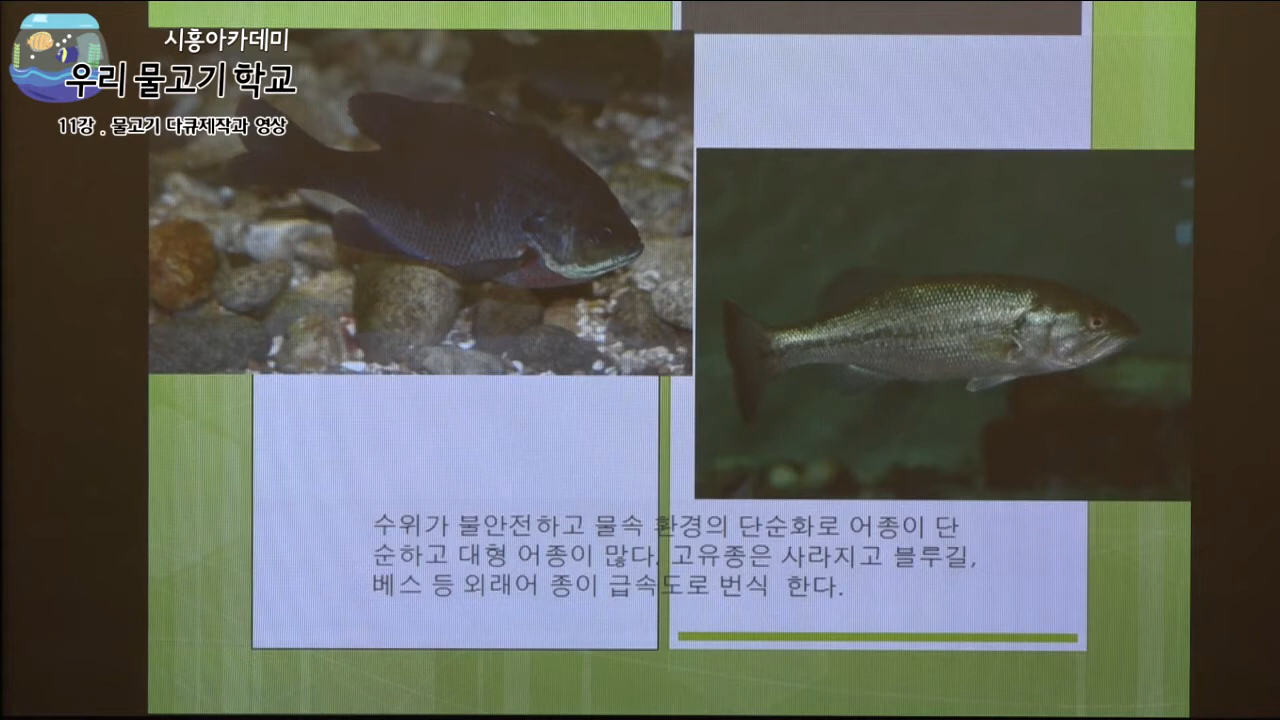 시흥아카데미
우리 물고기 학교
11강 . 물고기 다큐제작과 영상
수위가 불안전하고 물속 환경의 단순화로 어종이 단
순하고 대형 어종이 많다. 고유종은 사라지고 블루길,
베스 등 외래어 종이 급속도로 번식 한다.